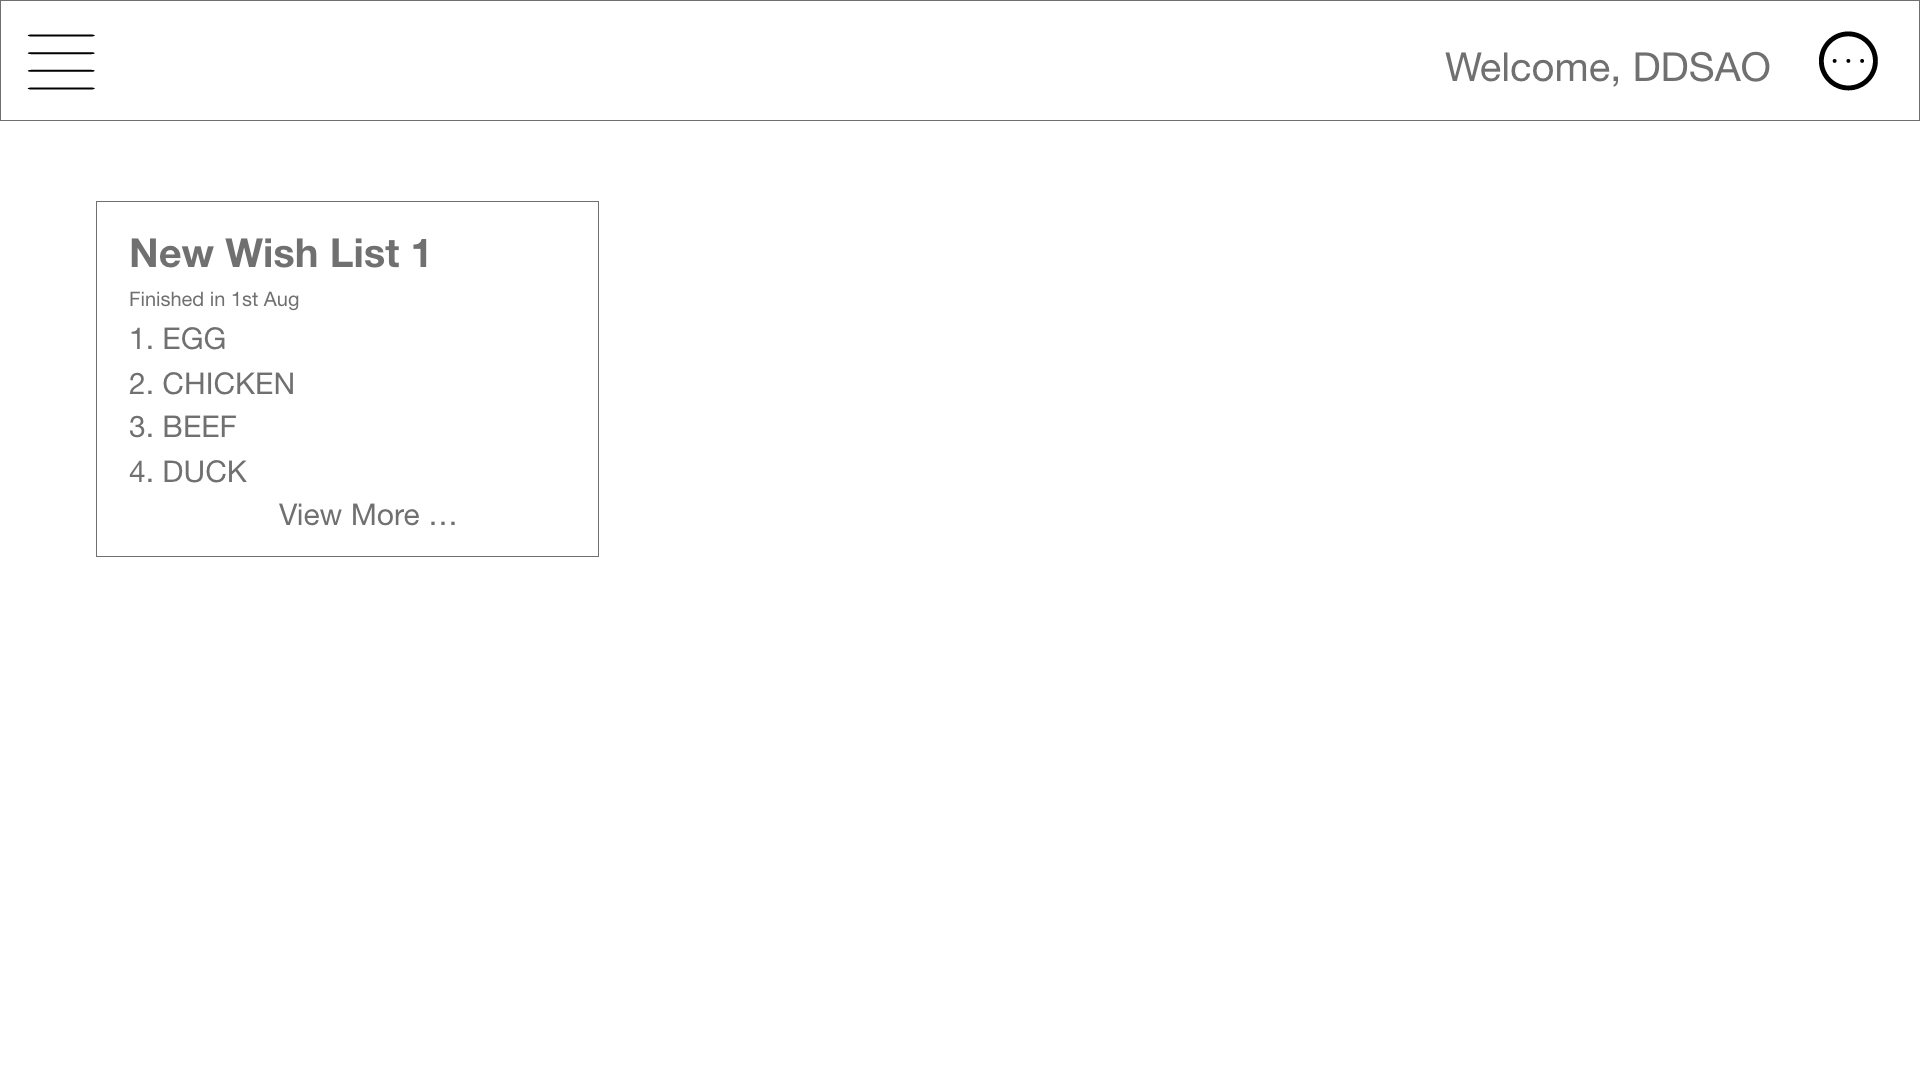 Welcome, DDSAO
New Wish List 1
Finished in 1st Aug
1. EGG
2. CHICKEN
3. BEEF
4. DUCK
View More …